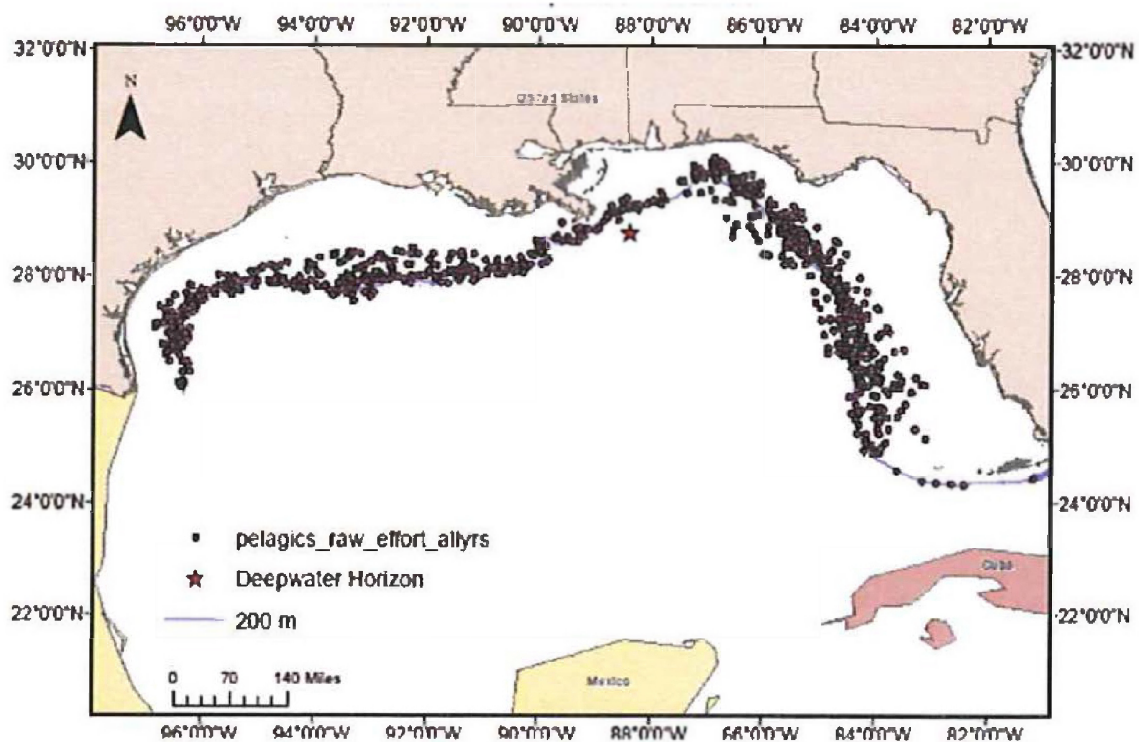 96°0'0"W 94°0'0"W 92°0'0"W 90°0'0"W 88°0'0"W 86°0'0"W 84°0'0"W 82°0'0"W
32°0'0"N 32°0'0"N
N
United States
30°0'0"N 30°0'0"N
28°0'0"N 28°0'0"N
26°0'0"N 26°0'0"N
24°0'0"N 24°0'0"N
pelagics_raw_effort_allyrs
Deepwater Horizon
Cuba
22°0'0"N 22°0'0"N
200 m
0 70 140 Miles
Mexico
96°0'0"W 94°0'0"W 92°0'0"W 90°0'0"W 88°0'0"W 86°0'0"W 84°0'0"W 82°0'0"W